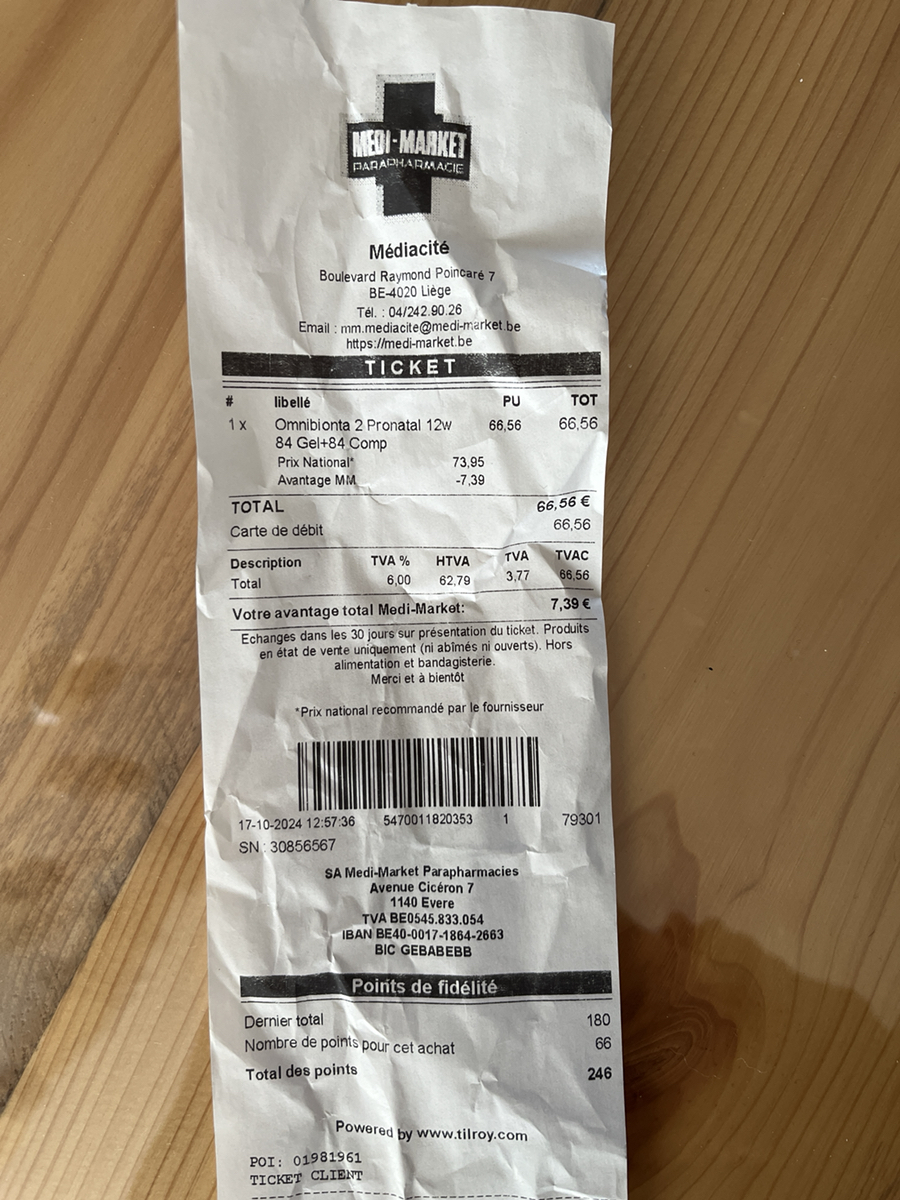 MEDI-MARKET
PARAPHARMACIE
Médiacité
Boulevard Raymond Poincaré 7
BE-4020 Liège
Tél. : 04/242.90.26
Email : mm.mediacite@medi-market.be
https://medi-market.be
TICKET
# libellé PU TOT
1 x Omnibionta 2 Pronatal 12w 66,56 66,56
84 Gel+84 Comp
Prix National* 73,95
Avantage MM -7,39
TOTAL 66,56 €
Carte de débit 66,56
Description TVA % HTVA TVA TVAC
Total 6,00 62,79 3,77 66,56
Votre avantage total Medi-Market: 7,39 €
Echanges dans les 30 jours sur présentation du ticket. Produits
en état de vente uniquement (ni abîmés ni ouverts). Hors
alimentation et bandagisterie.
Merci et à bientôt
*Prix national recommandé par le fournisseur
17-10-2024 12:57:36 5470011820353 1 79301
SN : 30856567
SA Medi-Market Parapharmacies
Avenue Cicéron 7
1140 Evere
TVA BE0545.833.054
IBAN BE40-0017-1864-2663
BIC GEBABEBB
Points de fidélité
Dernier total 180
Nombre de points pour cet achat 66
Total des points 246
Powered by www.tilroy.com
POI: 01981961
TICKET CLIENT